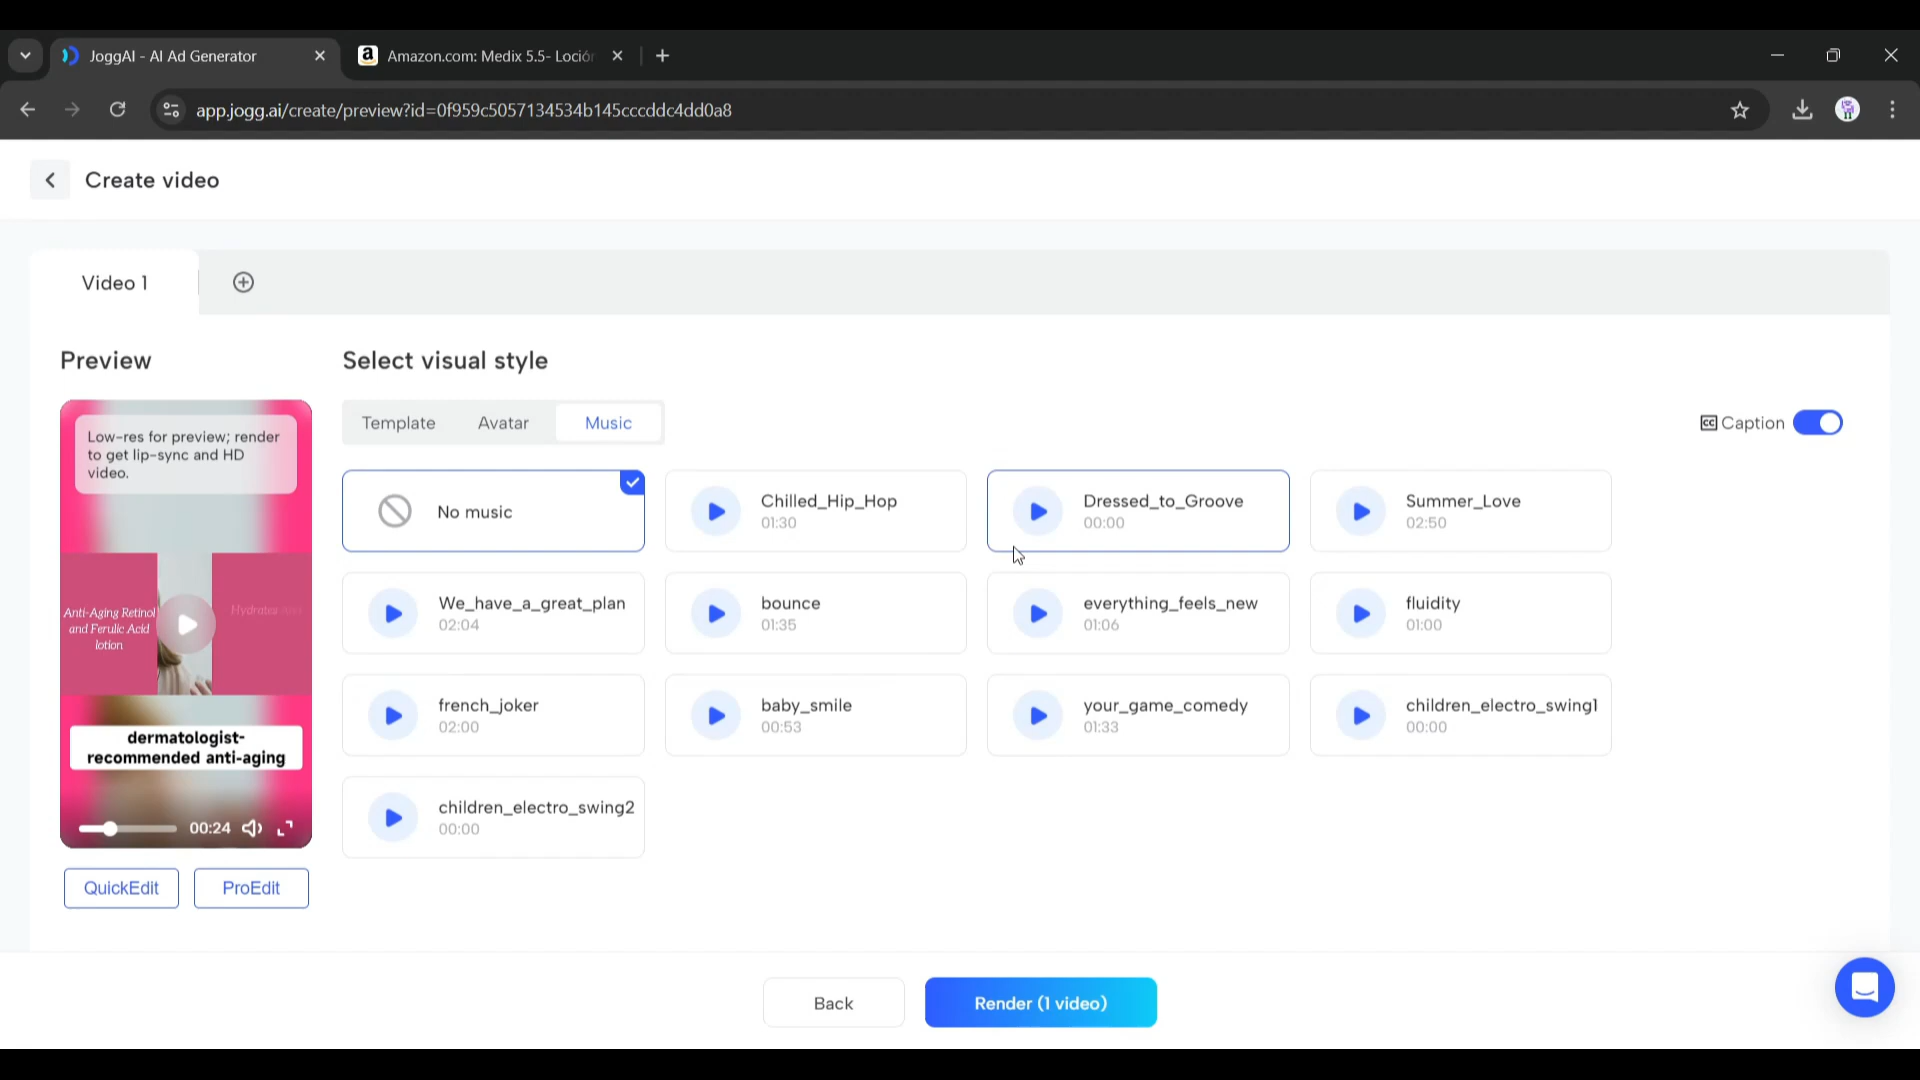 JoggAI - AI Ad Generator
Amazon.com: Medix 5.5- Loción
app.jogg.ai/create/preview?id=0f959c5057134534b145cccddc4dd0a8
Create video
Video 1
Preview
Select visual style
Low-res for preview; render
to get lip-sync and HD
video.
Template
Avatar
Music
CC Caption
No music
Chilled_Hip_Hop
01:30
Dressed_to_Groove
00:00
Summer_Love
02:50
We_have_a_great_plan
02:04
bounce
01:35
everything_feels_new
01:06
fluidity
01:00
Anti-Aging Retinol
and Ferulic Acid
lotion
Hydrates
french_joker
02:00
baby_smile
00:53
your_game_comedy
01:33
children_electro_swing1
00:00
dermatologist-
recommended anti-aging
children_electro_swing2
00:00
00:24
QuickEdit
ProEdit
Back
Render (1 video)